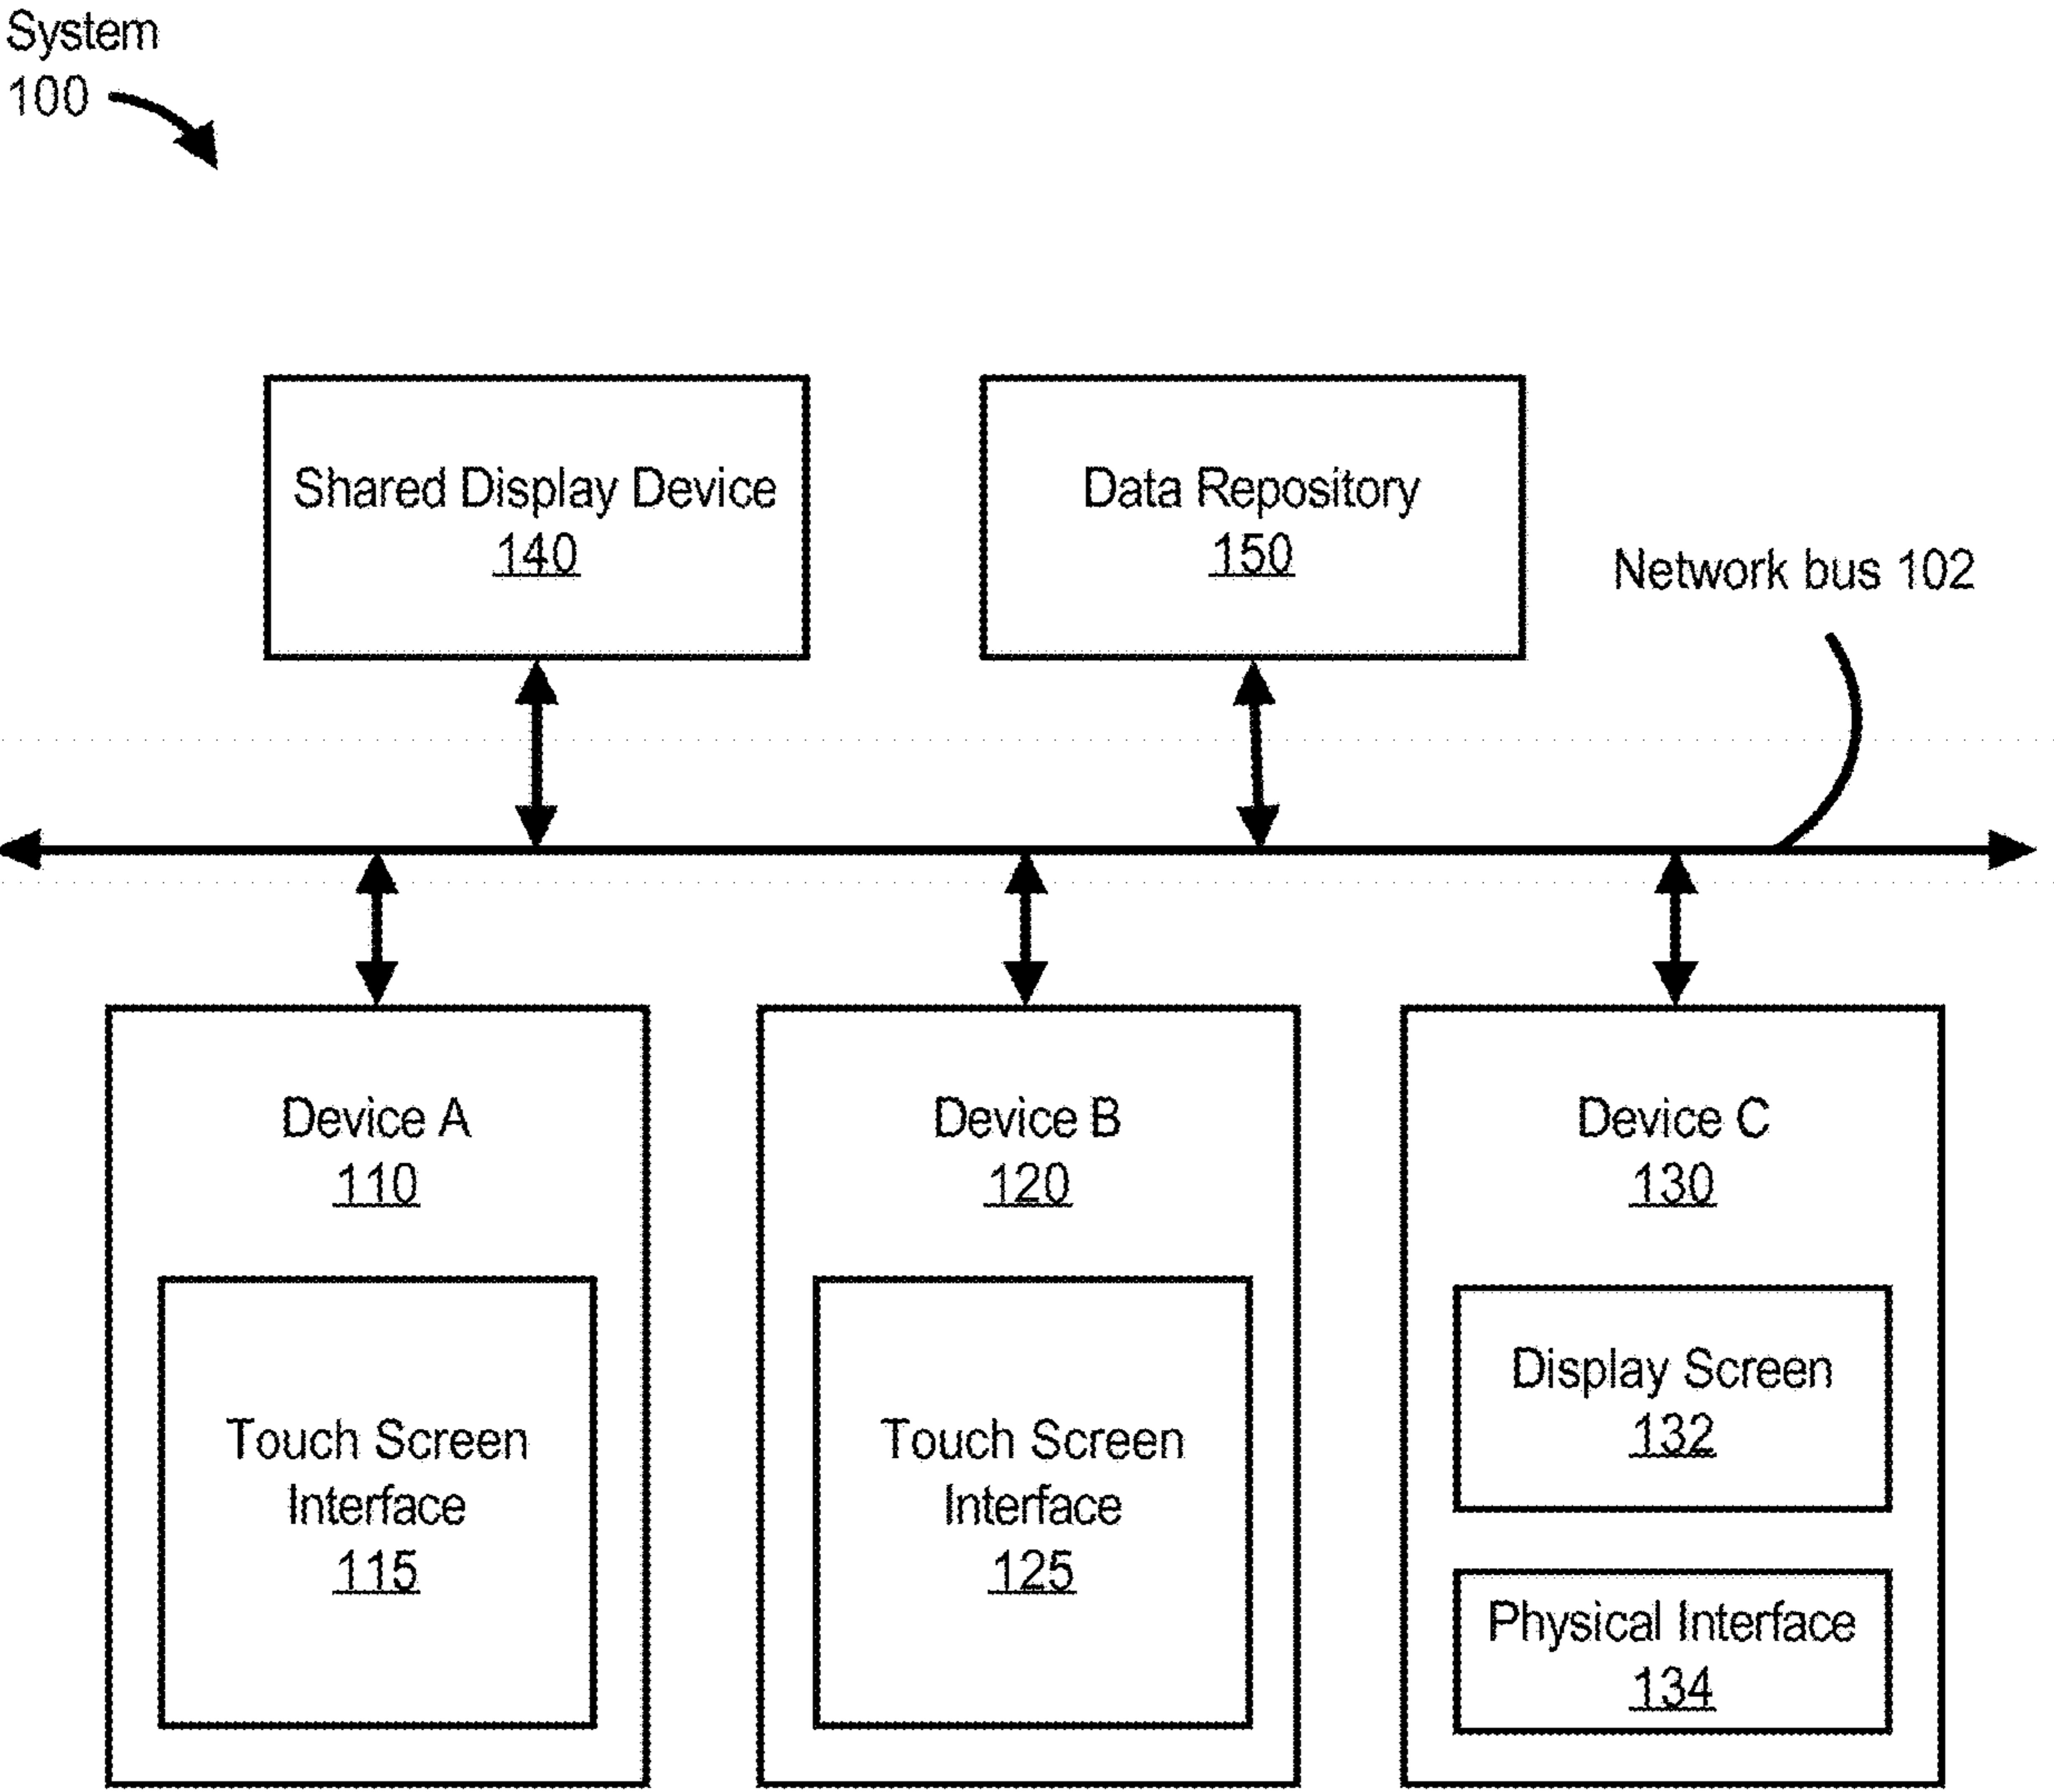 System
100
Shared Display Device
140
Data Repository
150
Network bus 102
Device A
110
Touch Screen
Interface
115
Device B
120
Touch Screen
Interface
125
Device C
130
Display Screen
132
Physical Interface
134